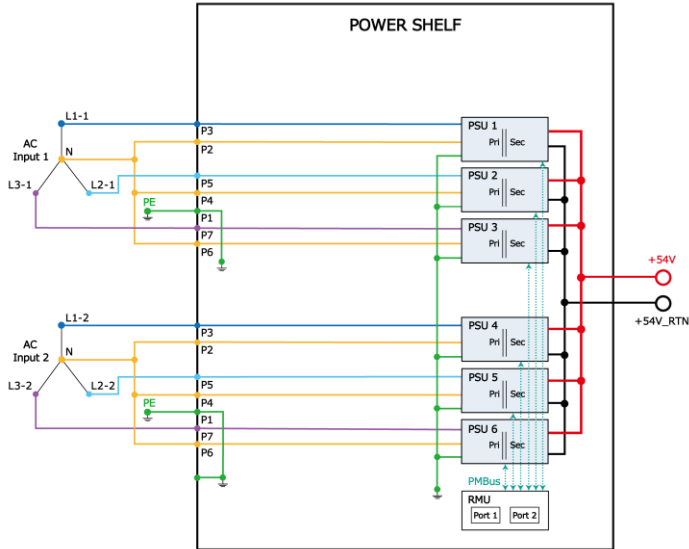 POWER SHELF
L1-1
P3
PSU 1
AC
Input 1
N
P2
Pri
Sec
L3-1
L2-1
P5
PSU 2
PE
P4
Pri
Sec
P1
PSU 3
P7
Pri
Sec
P6
+54V
+54V_RTN
L1-2
P3
PSU 4
AC
Input 2
N
P2
Pri
Sec
L3-2
L2-2
P5
PSU 5
PE
P4
Pri
Sec
P1
PSU 6
P7
Pri
Sec
P6
PMBus
RMU
Port 1
Port 2